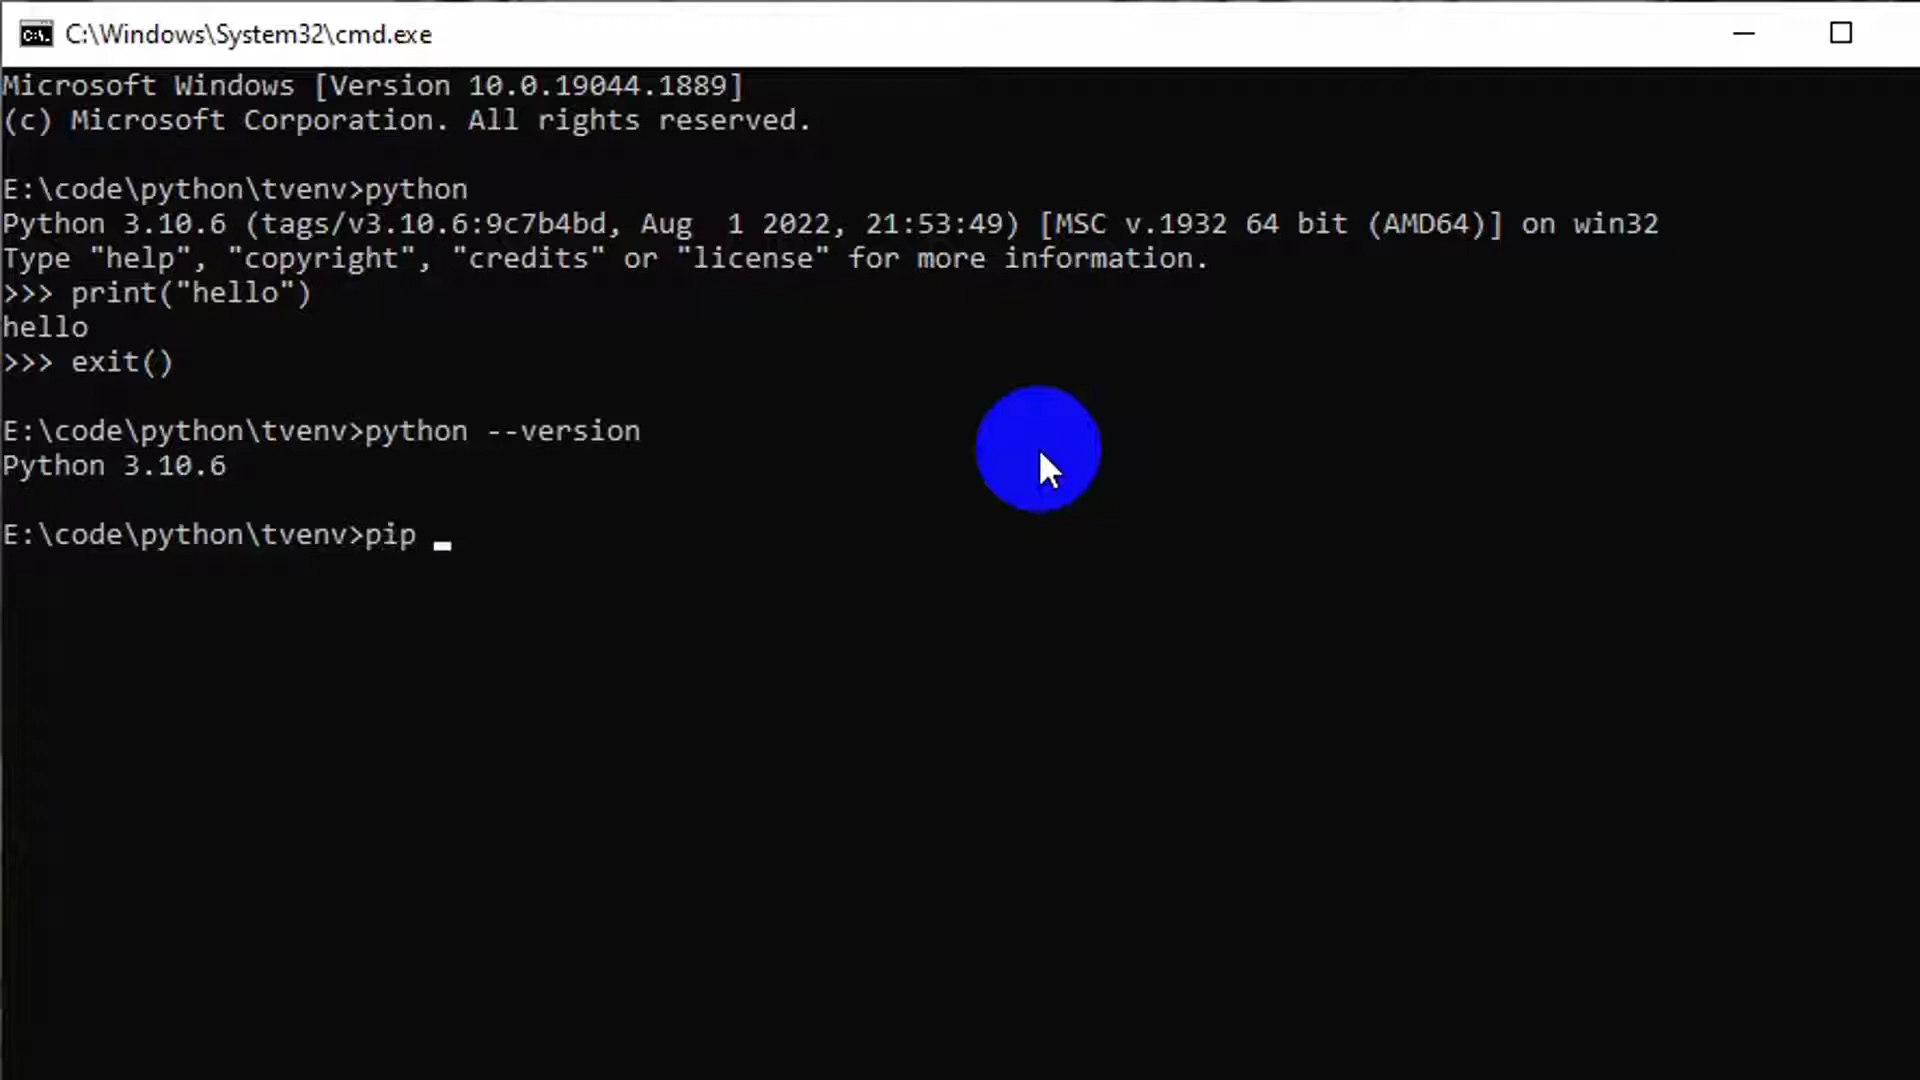 C:\Windows\System32\cmd.exe
Microsoft Windows [Version 10.0.19044.1889]
(c) Microsoft Corporation. All rights reserved.
E:\code\python\tvenv>python
Python 3.10.6 (tags/v3.10.6:9c7b4bd, Aug  1 2022, 21:53:49) [MSC v.1932 64 bit (AMD64)] on win32
Type "help", "copyright", "credits" or "license" for more information.
>>> print("hello")
hello
>>> exit()
E:\code\python\tvenv>python --version
Python 3.10.6
E:\code\python\tvenv>pip